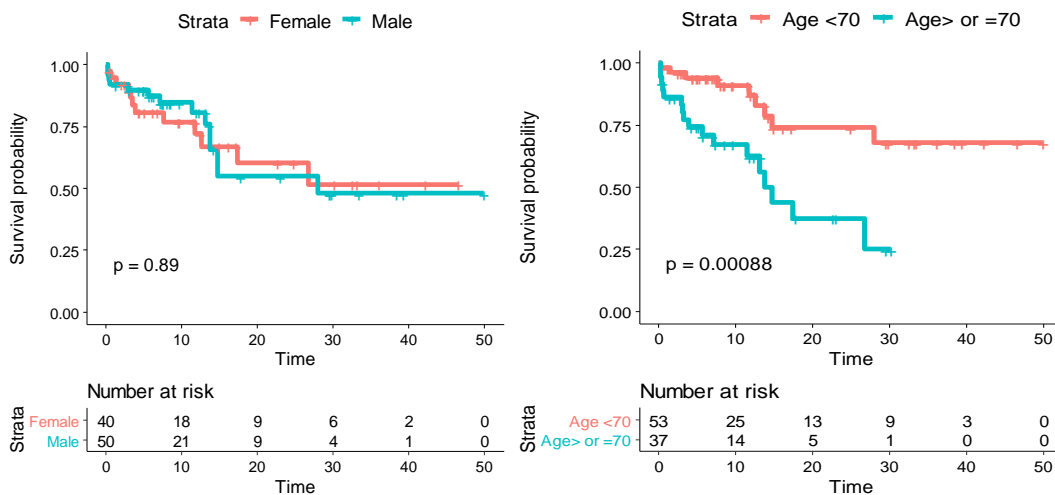 Strata Female Male
Survival probability
1.00
0.75
0.50
0.25
0.00
p = 0.89
0 10 20 30 40 50
Time
Number at risk
Strata
Female 40 18 9 6 2 0
Male 50 21 9 4 1 0
0 10 20 30 40 50
Time
Strata Age <70 Age> or =70
Survival probability
1.00
0.75
0.50
0.25
0.00
p = 0.00088
0 10 20 30 40 50
Time
Number at risk
Strata
Age <70 53 25 13 9 3 0
Age> or =70 37 14 5 1 0 0
0 10 20 30 40 50
Time